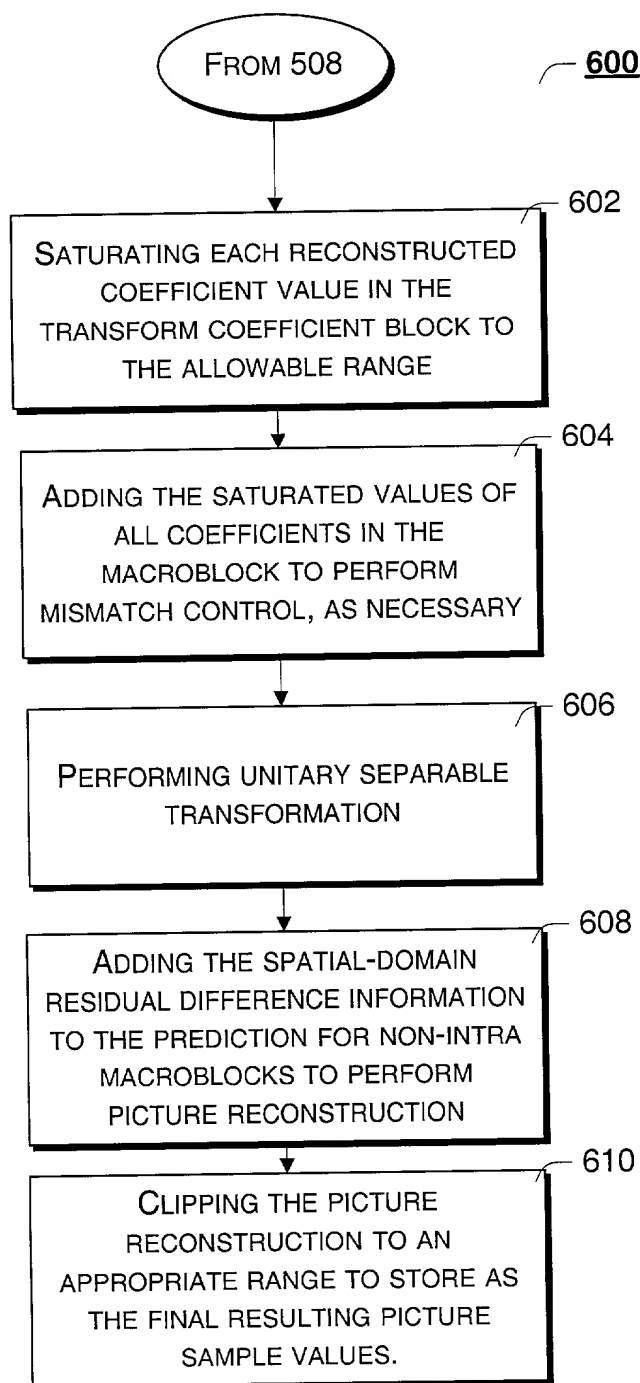 FROM 508
600
602
SATURATING EACH RECONSTRUCTED
COEFFICIENT VALUE IN THE
TRANSFORM COEFFICIENT BLOCK TO
THE ALLOWABLE RANGE
604
ADDING THE SATURATED VALUES OF
ALL COEFFICIENTS IN THE
MACROBLOCK TO PERFORM
MISMATCH CONTROL, AS NECESSARY
606
PERFORMING UNITARY SEPARABLE
TRANSFORMATION
608
ADDING THE SPATIAL-DOMAIN
RESIDUAL DIFFERENCE INFORMATION
TO THE PREDICTION FOR NON-INTRA
MACROBLOCKS TO PERFORM
PICTURE RECONSTRUCTION
610
CLIPPING THE PICTURE
RECONSTRUCTION TO AN
APPROPRIATE RANGE TO STORE AS
THE FINAL RESULTING PICTURE
SAMPLE VALUES.